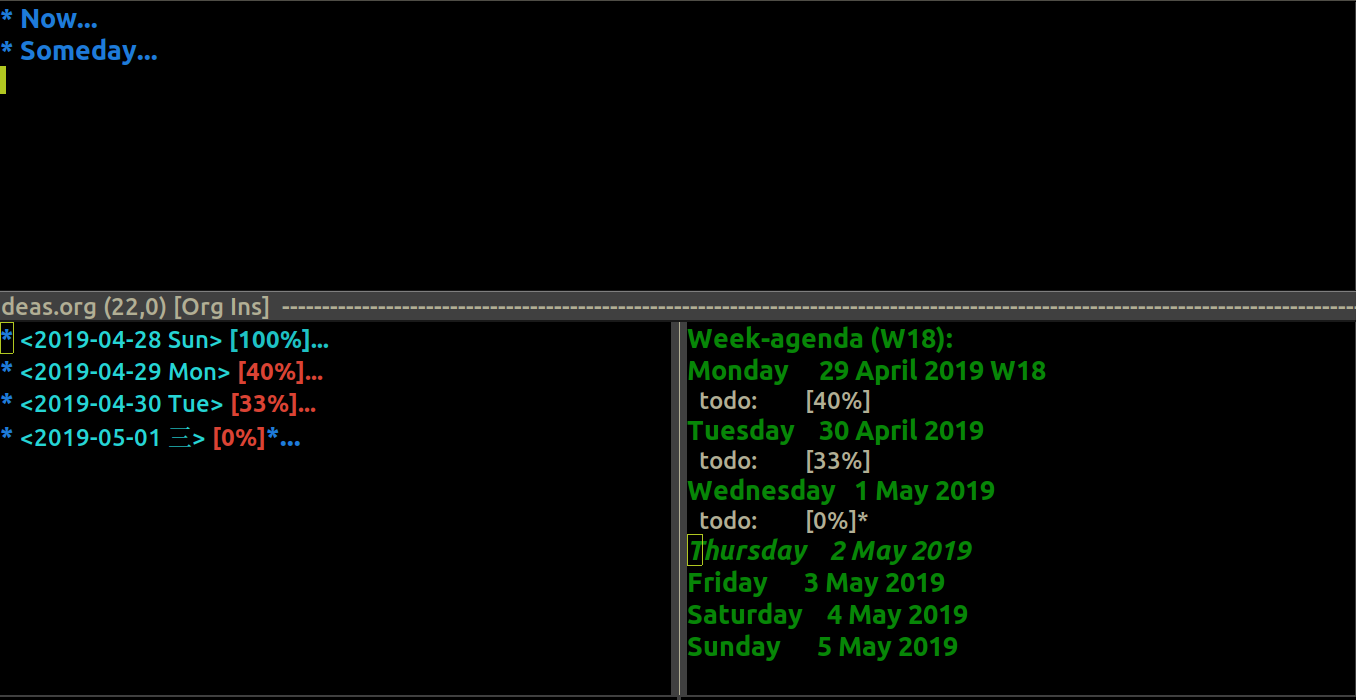 * Now...
* Someday...
deas.org (22,0) [Org Ins] --------------------------------------------------------------------------------
* <2019-04-28 Sun> [100%]...
* <2019-04-29 Mon> [40%]...
* <2019-04-30 Tue> [33%]...
* <2019-05-01 三> [0%]*...
Week-agenda (W18):
Monday 29 April 2019 W18
todo: [40%]
Tuesday 30 April 2019
todo: [33%]
Wednesday 1 May 2019
todo: [0%]*
Thursday 2 May 2019
Friday 3 May 2019
Saturday 4 May 2019
Sunday 5 May 2019